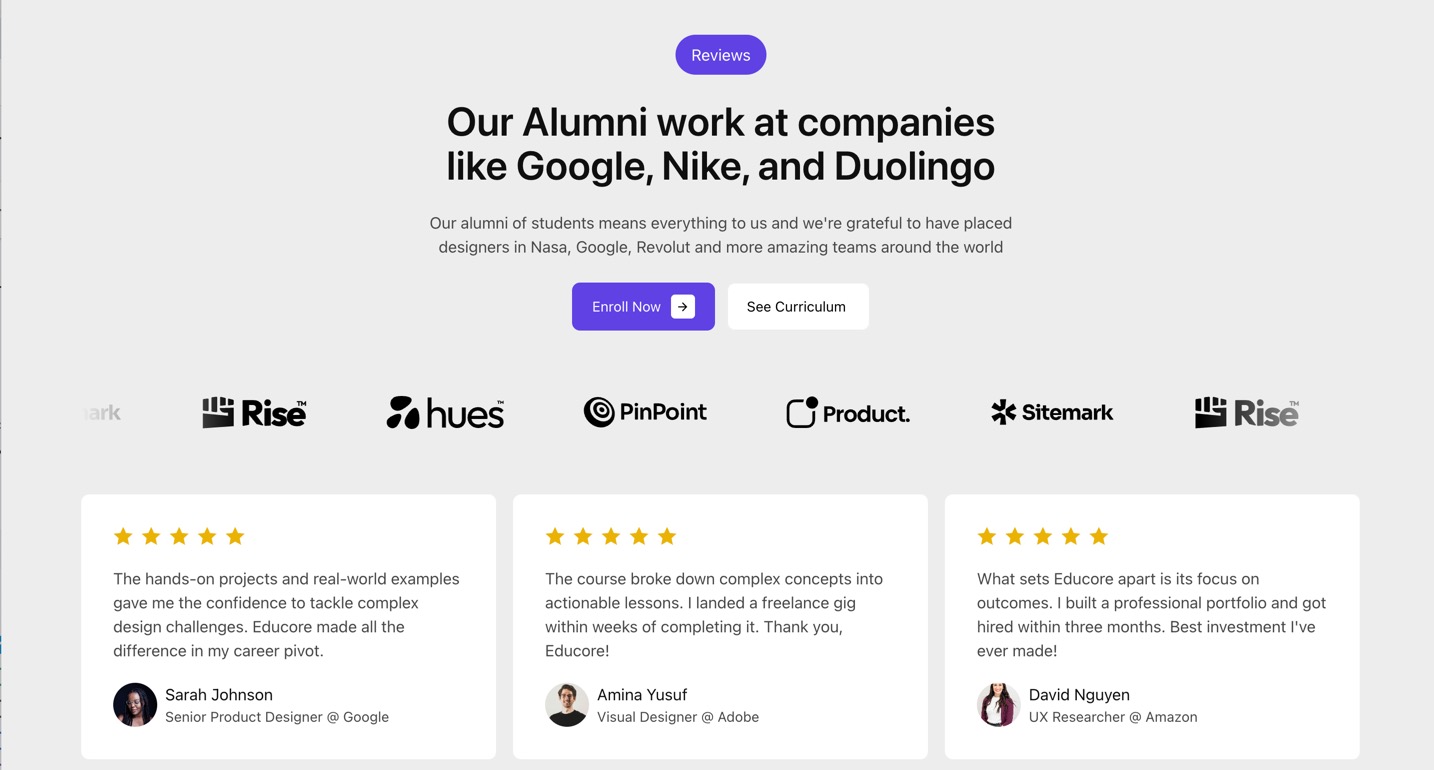 Reviews
Our Alumni work at companies
like Google, Nike, and Duolingo
Our alumni of students means everything to us and we're grateful to have placed
designers in Nasa, Google, Revolut and more amazing teams around the world
Enroll Now
See Curriculum
ark Rise™ hues™ PinPoint Product. Sitemark Rise™
The hands-on projects and real-world examples
gave me the confidence to tackle complex
design challenges. Educore made all the
difference in my career pivot.
Sarah Johnson
Senior Product Designer @ Google
The course broke down complex concepts into
actionable lessons. I landed a freelance gig
within weeks of completing it. Thank you,
Educore!
Amina Yusuf
Visual Designer @ Adobe
What sets Educore apart is its focus on
outcomes. I built a professional portfolio and got
hired within three months. Best investment I've
ever made!
David Nguyen
UX Researcher @ Amazon